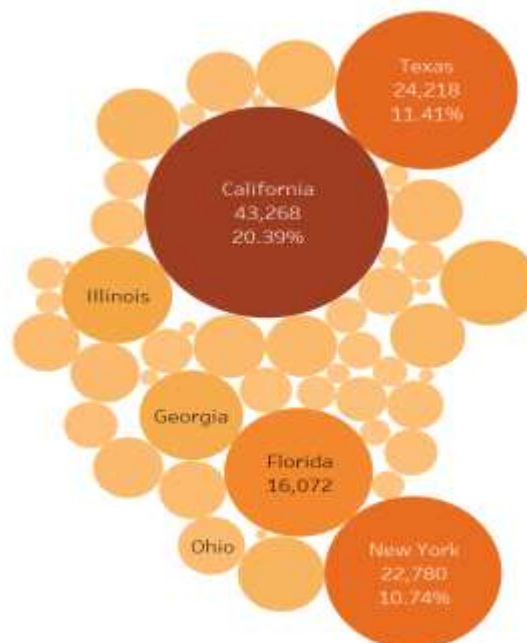 Texas
24,218
11.41%
California
43,268
20.39%
Illinois
Georgia
Florida
16,072
Ohio
New York
22,780
10.74%